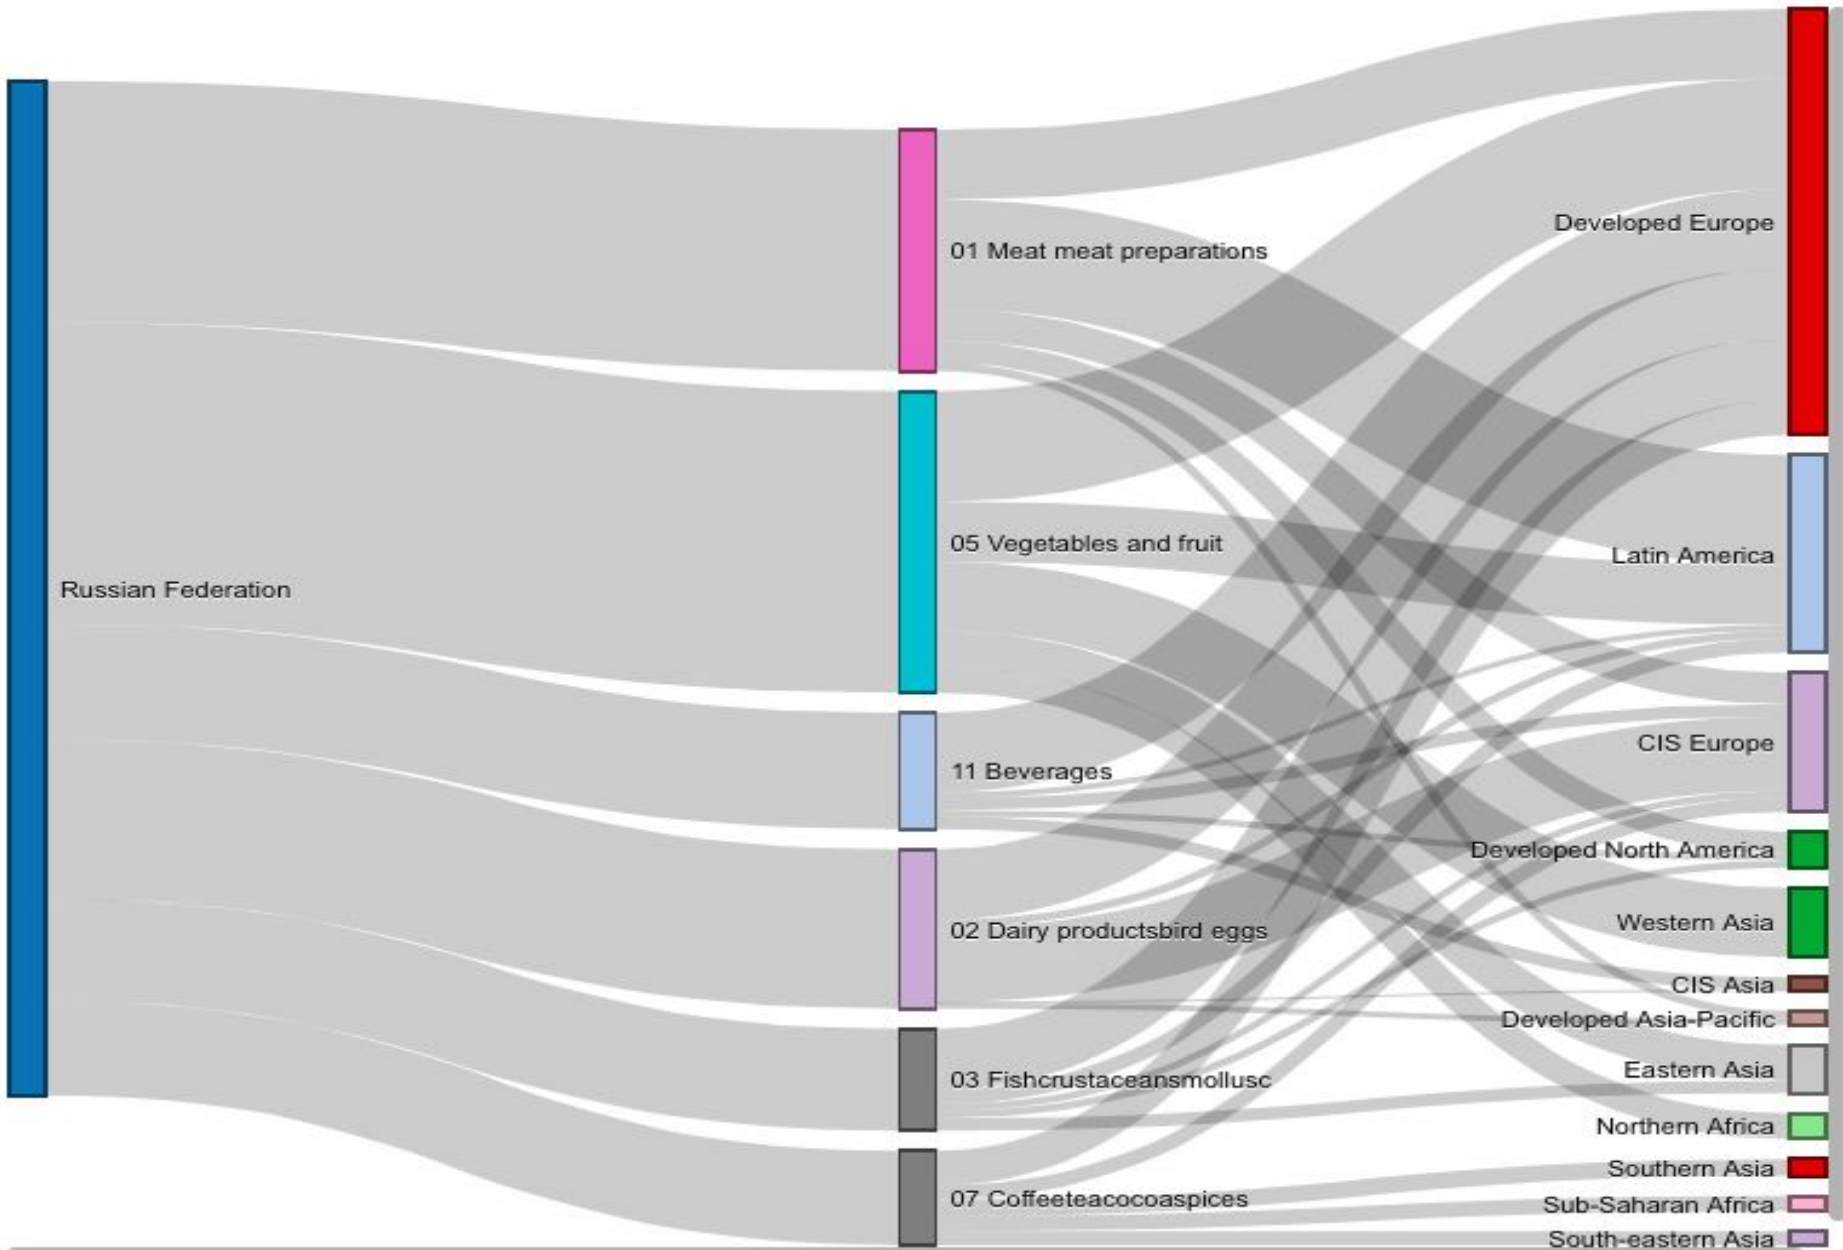 Russian Federation
01 Meat meat preparations
05 Vegetables and fruit
11 Beverages
02 Dairy productsbird eggs
03 Fishcrustaceansmollusc
07 Coffeeteacocoaspices
Developed Europe
Latin America
CIS Europe
Developed North America
Western Asia
CIS Asia
Developed Asia-Pacific
Eastern Asia
Northern Africa
Southern Asia
Sub-Saharan Africa
South-eastern Asia